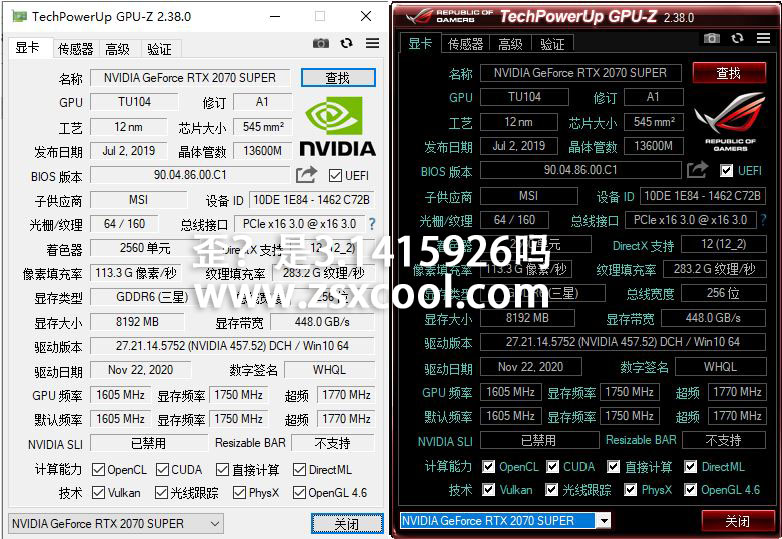 TechPowerUp GPU-Z 2.38.0
显卡 传感器 高级 验证
名称 NVIDIA GeForce RTX 2070 SUPER 查找
GPU TU104 修订 A1
工艺 12 nm 芯片大小 545 mm²
发布日期 Jul 2, 2019 晶体管数 13600M
NVIDIA
BIOS 版本 90.04.86.00.C1 UEFI
子供应商 MSI 设备 ID 10DE 1E84 - 1462 C72B
光栅/纹理 64 / 160 总线接口 PCIe x16 3.0 @ x16 3.0 ?
着色器 2560 单元 DirectX 支持 12 (12_2)
像素填充率 113.3 G 像素/秒 纹理填充率 283.2 G 纹理/秒
显存类型 GDDR6 (三星) 总线宽度 256 位
显存大小 8192 MB 显存带宽 448.0 GB/s
驱动版本 27.21.14.5752 (NVIDIA 457.52) DCH / Win10 64
驱动日期 Nov 22, 2020 数字签名 WHQL
GPU 频率 1605 MHz 显存频率 1750 MHz 超频 1770 MHz
默认频率 1605 MHz 显存频率 1750 MHz 超频 1770 MHz
NVIDIA SLI 已禁用 Resizable BAR 不支持
计算能力 OpenCL CUDA 直接计算 DirectML
技术 Vulkan 光线跟踪 PhysX OpenGL 4.6
NVIDIA GeForce RTX 2070 SUPER 关闭
REPUBLIC OF GAMERS TechPowerUp GPU-Z 2.38.0
显卡 传感器 高级 验证
名称 NVIDIA GeForce RTX 2070 SUPER 查找
GPU TU104 修订 A1
工艺 12 nm 芯片大小 545 mm²
REPUBLIC OF
GAMERS
发布日期 Jul 2, 2019 晶体管数 13600M
BIOS 版本 90.04.86.00.C1 UEFI
子供应商 MSI 设备 ID 10DE 1E84 - 1462 C72B
光栅/纹理 64 / 160 总线接口 PCIe x16 3.0 @ x16 3.0 ?
着色器 单元 DirectX 支持 12 (12_2)
像素填充率 113.3 G 像素/秒 纹理填充率 283.2 G 纹理/秒
显存类型 (三星) 总线宽度 256 位
显存大小 8192 MB 显存带宽 448.0 GB/s
驱动版本 27.21.14.5752 (NVIDIA 457.52) DCH / Win10 64
驱动日期 Nov 22, 2020 数字签名 WHQL
GPU 频率 1605 MHz 显存频率 1750 MHz 超频 1770 MHz
默认频率 1605 MHz 显存频率 1750 MHz 超频 1770 MHz
NVIDIA SLI 已禁用 Resizable BAR 不支持
计算能力 OpenCL CUDA 直接计算 DirectML
技术 Vulkan 光线跟踪 PhysX OpenGL 4.6
NVIDIA GeForce RTX 2070 SUPER 关闭
歪？是3.1415926吗
www.zsxcool.com